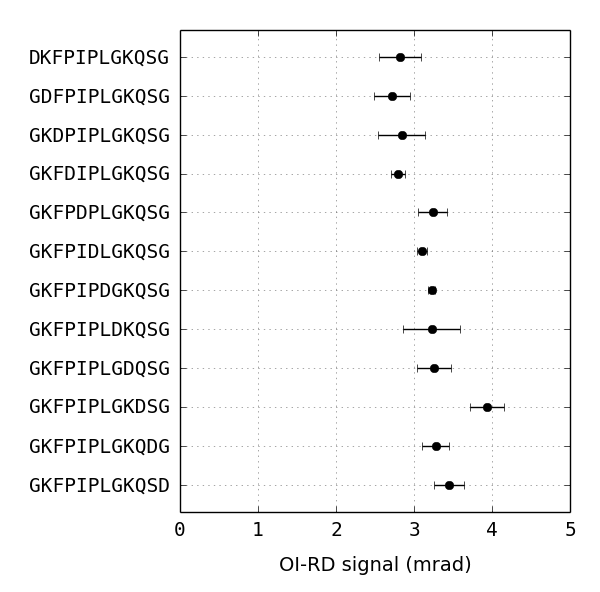 DKFPIPLGKQSG
GDFPIPLGKQSG
GKDPIPLGKQSG
GKFDIPLGKQSG
GKFPDPLGKQSG
GKFPIDLGKQSG
GKFPIPDGKQSG
GKFPIPLDKQSG
GKFPIPLGDQSG
GKFPIPLGKDSG
GKFPIPLGKQDG
GKFPIPLGKQSD
0 1 2 3 4 5
OI-RD signal (mrad)